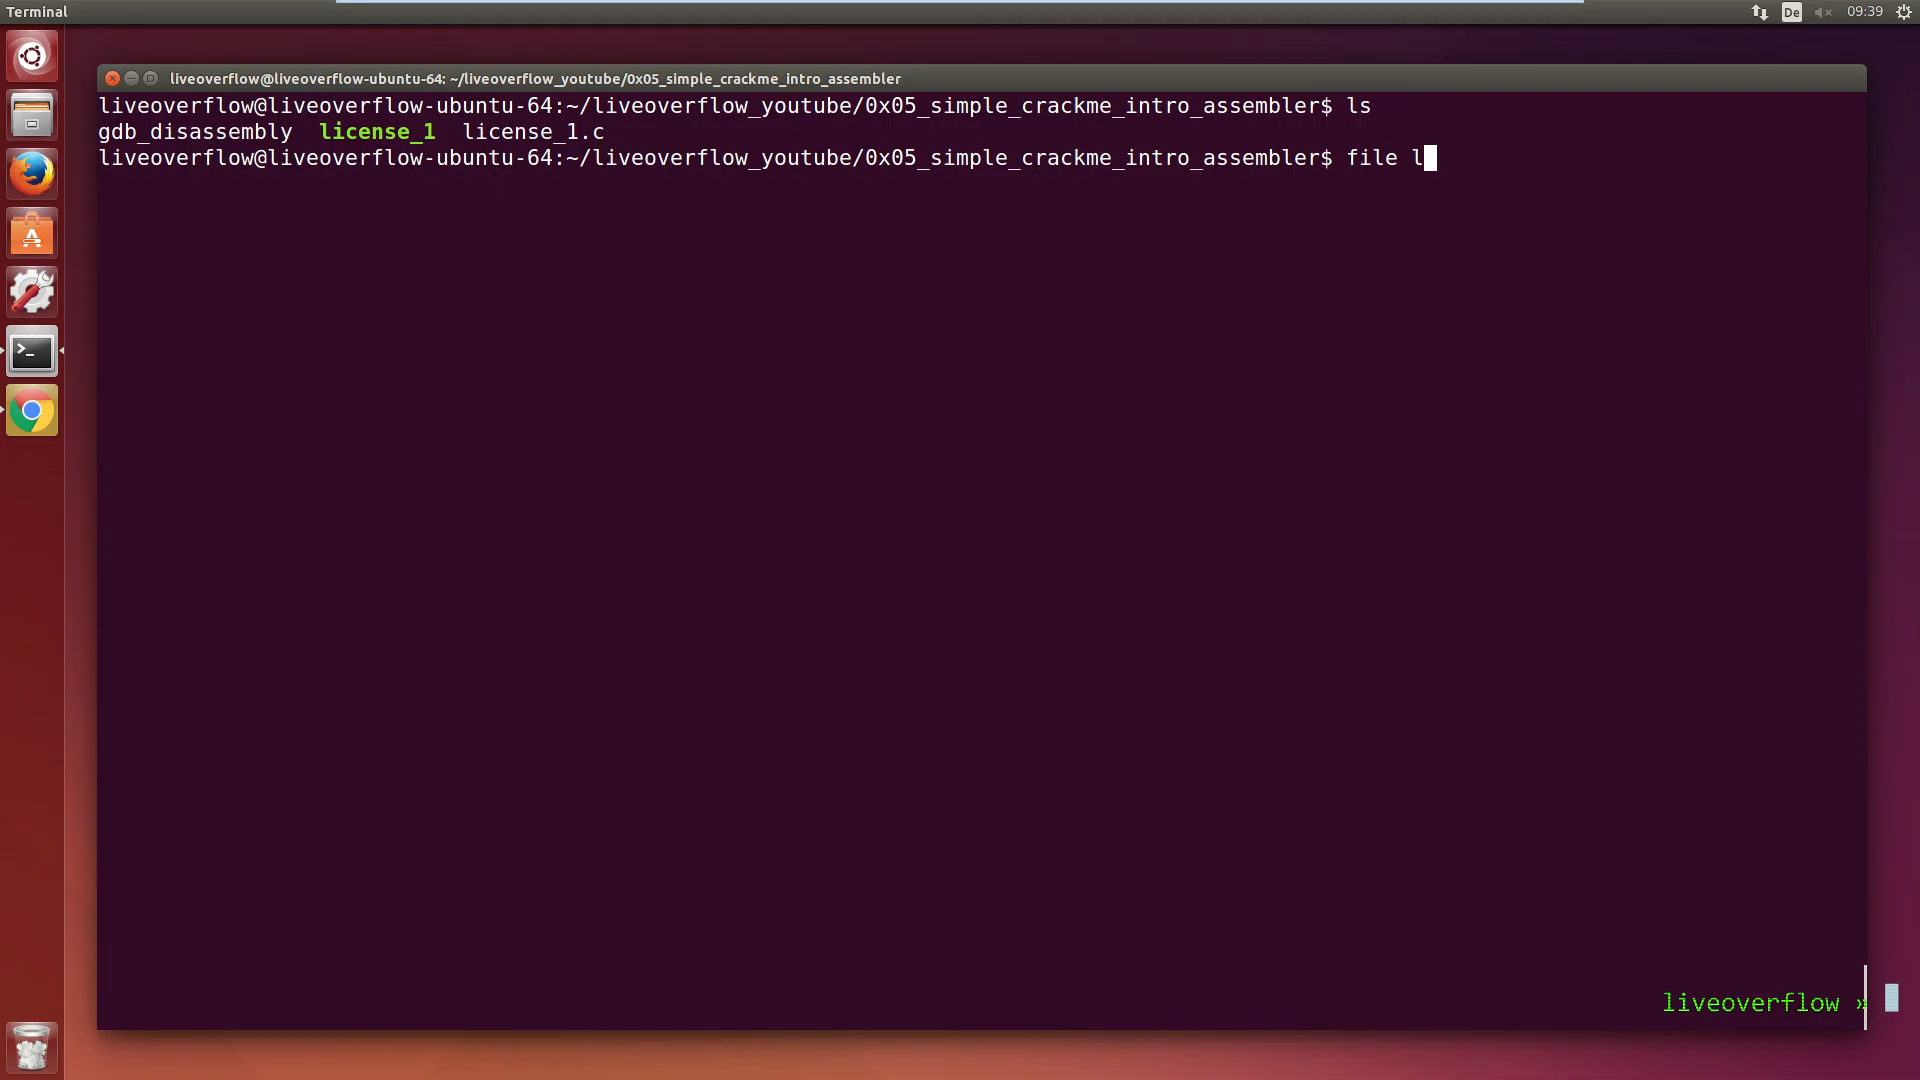 Terminal
De
09:39
liveoverflow@liveoverflow-ubuntu-64: ~/liveoverflow_youtube/0x05_simple_crackme_intro_assembler
liveoverflow@liveoverflow-ubuntu-64:~/liveoverflow_youtube/0x05_simple_crackme_intro_assembler$ ls
gdb_disassembly  license_1  license_1.c
liveoverflow@liveoverflow-ubuntu-64:~/liveoverflow_youtube/0x05_simple_crackme_intro_assembler$ file l
liveoverflow »